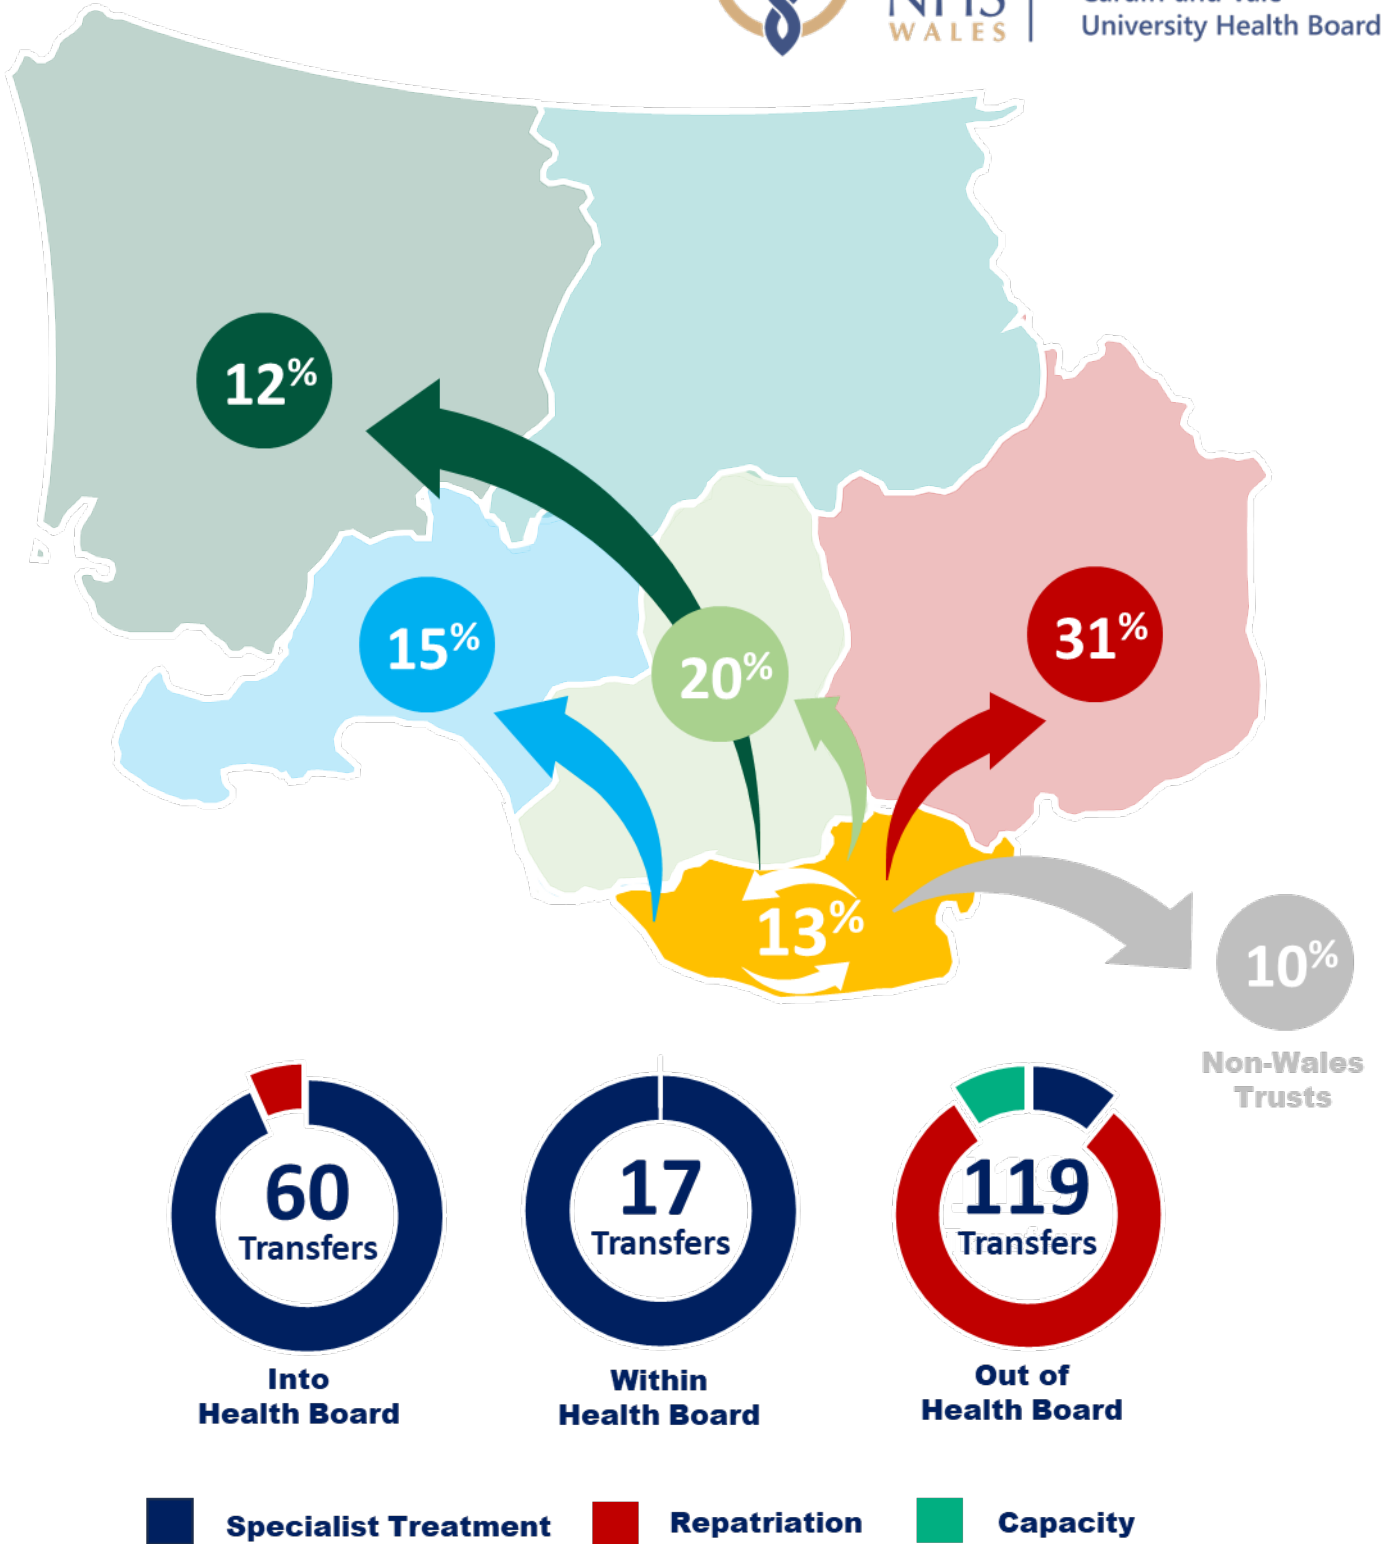 NHS
WALES
University Health Board
12%
15%
20%
31%
13%
10%
Non-Wales
Trusts
60
Transfers
17
Transfers
119
Transfers
Into
Health Board
Within
Health Board
Out of
Health Board
Specialist Treatment
Repatriation
Capacity